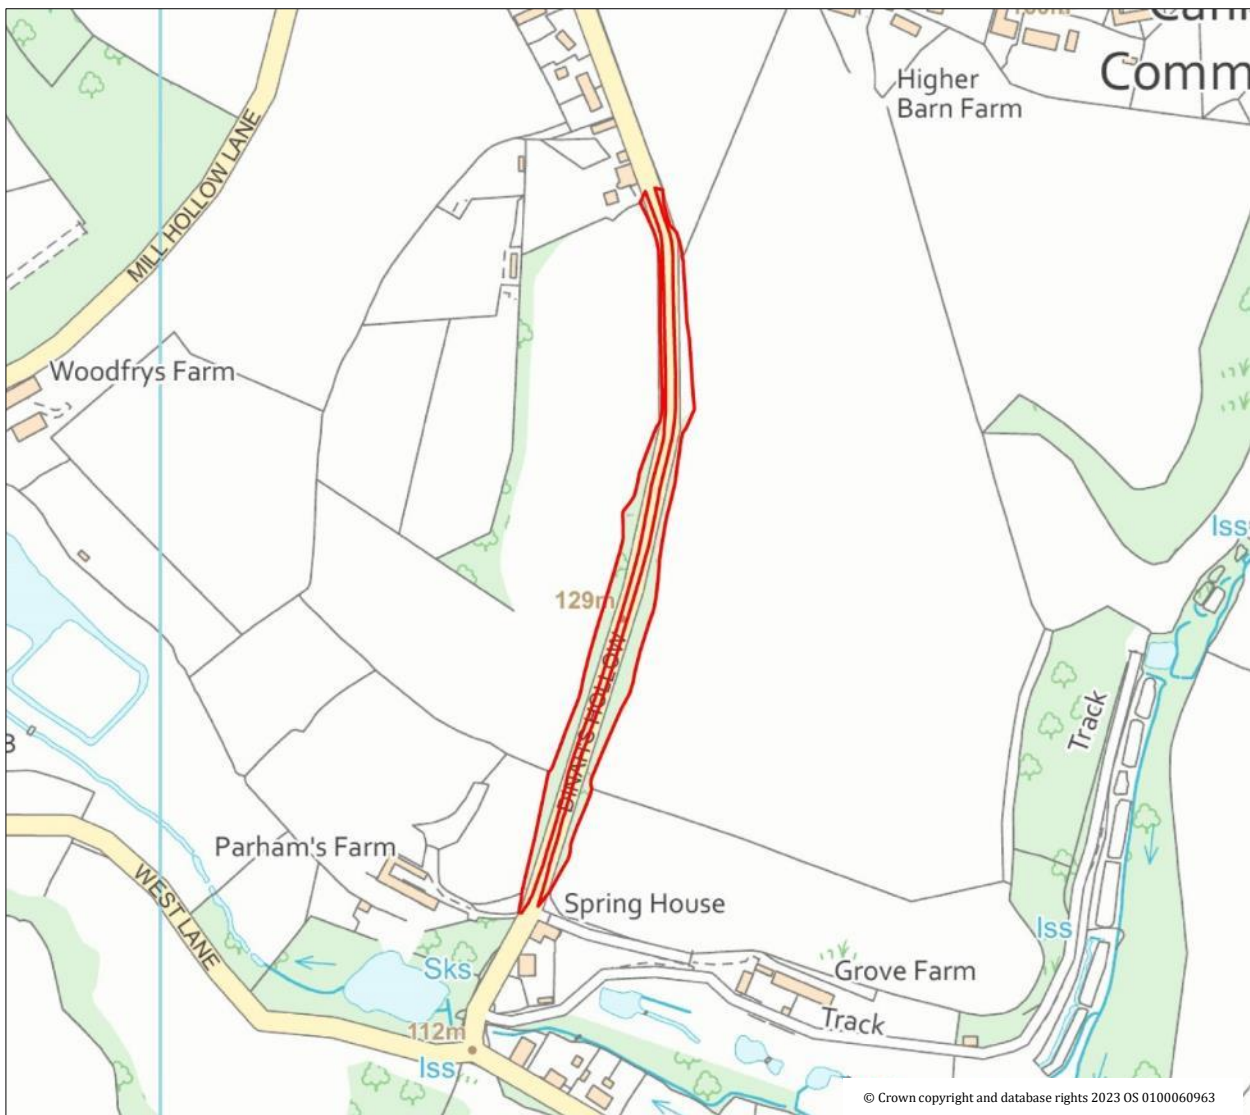 Comm
Higher
Barn Farm
MILL HOLLOW LANE
Woodfrys Farm
Iss
129m
DINAH'S HOLLOW
Track
Parham's Farm
WEST LANE
Spring House
Iss
Sks
Grove Farm
Track
112m
Iss
© Crown copyright and database rights 2023 OS 0100060963